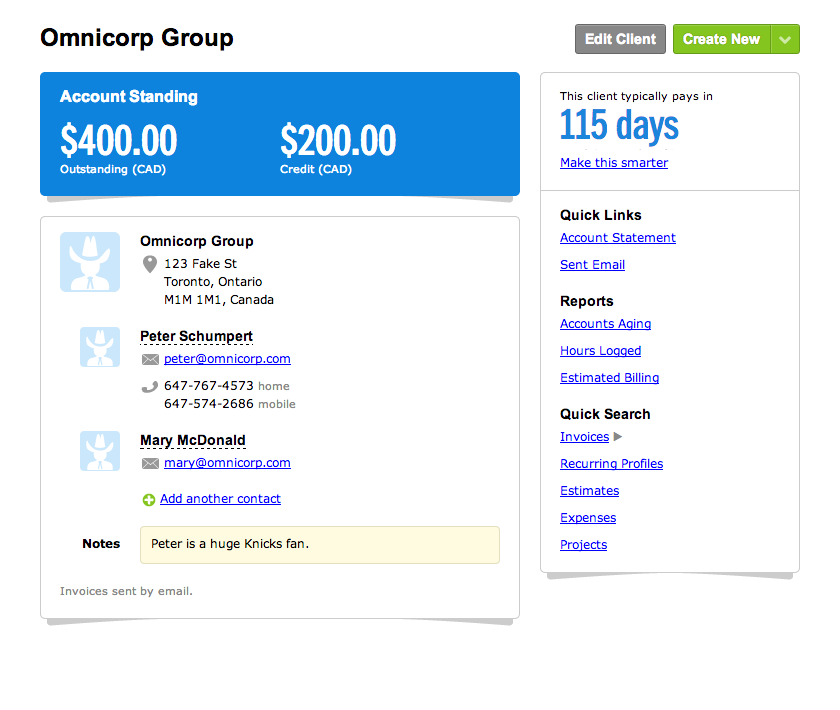 Omnicorp Group
Edit Client
Create New
Account Standing
$400.00
$200.00
Outstanding (CAD)
Credit (CAD)
Omnicorp Group
123 Fake St
Toronto, Ontario
M1M 1M1, Canada
Peter Schumpert
peter@omnicorp.com
647-767-4573 home
647-574-2686 mobile
Mary McDonald
mary@omnicorp.com
Add another contact
Notes
Peter is a huge Knicks fan.
Invoices sent by email.
This client typically pays in
115 days
Make this smarter
Quick Links
Account Statement
Sent Email
Reports
Accounts Aging
Hours Logged
Estimated Billing
Quick Search
Invoices
Recurring Profiles
Estimates
Expenses
Projects